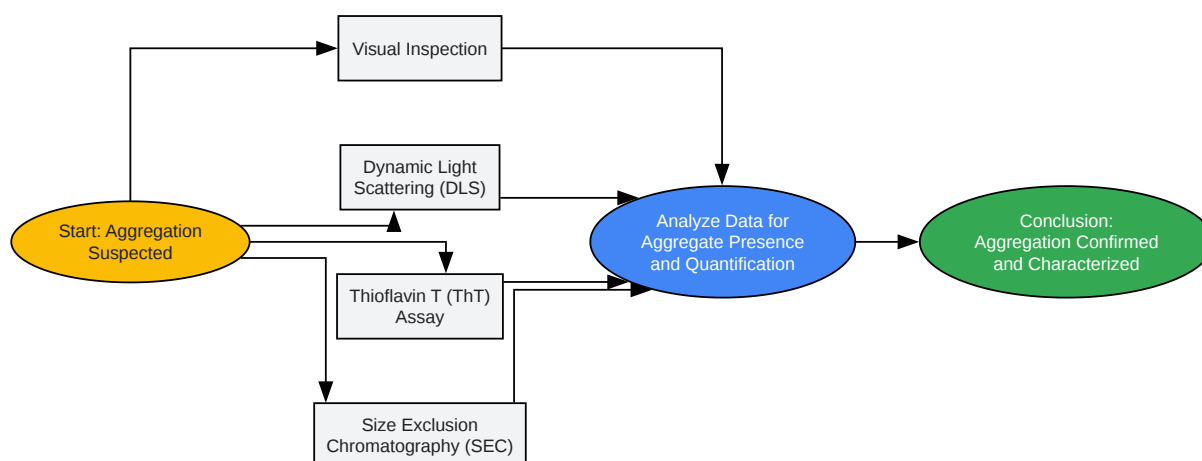 Visual Inspection
Dynamic Light
Scattering (DLS)
Start: Aggregation
Suspected
Analyze Data for
Aggregate Presence
and Quantification
Conclusion:
Aggregation Confirmed
and Characterized
Thioflavin T (ThT)
Assay
Size Exclusion
Chromatography (SEC)